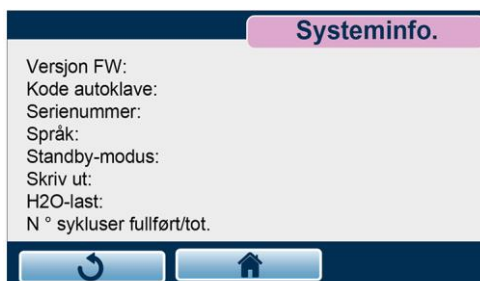 Systeminfo.
Versjon FW:
Kode autoklave:
Serienummer:
Språk:
Standby-modus:
Skriv ut:
H2O-last:
N ° sykluser fullført/tot.